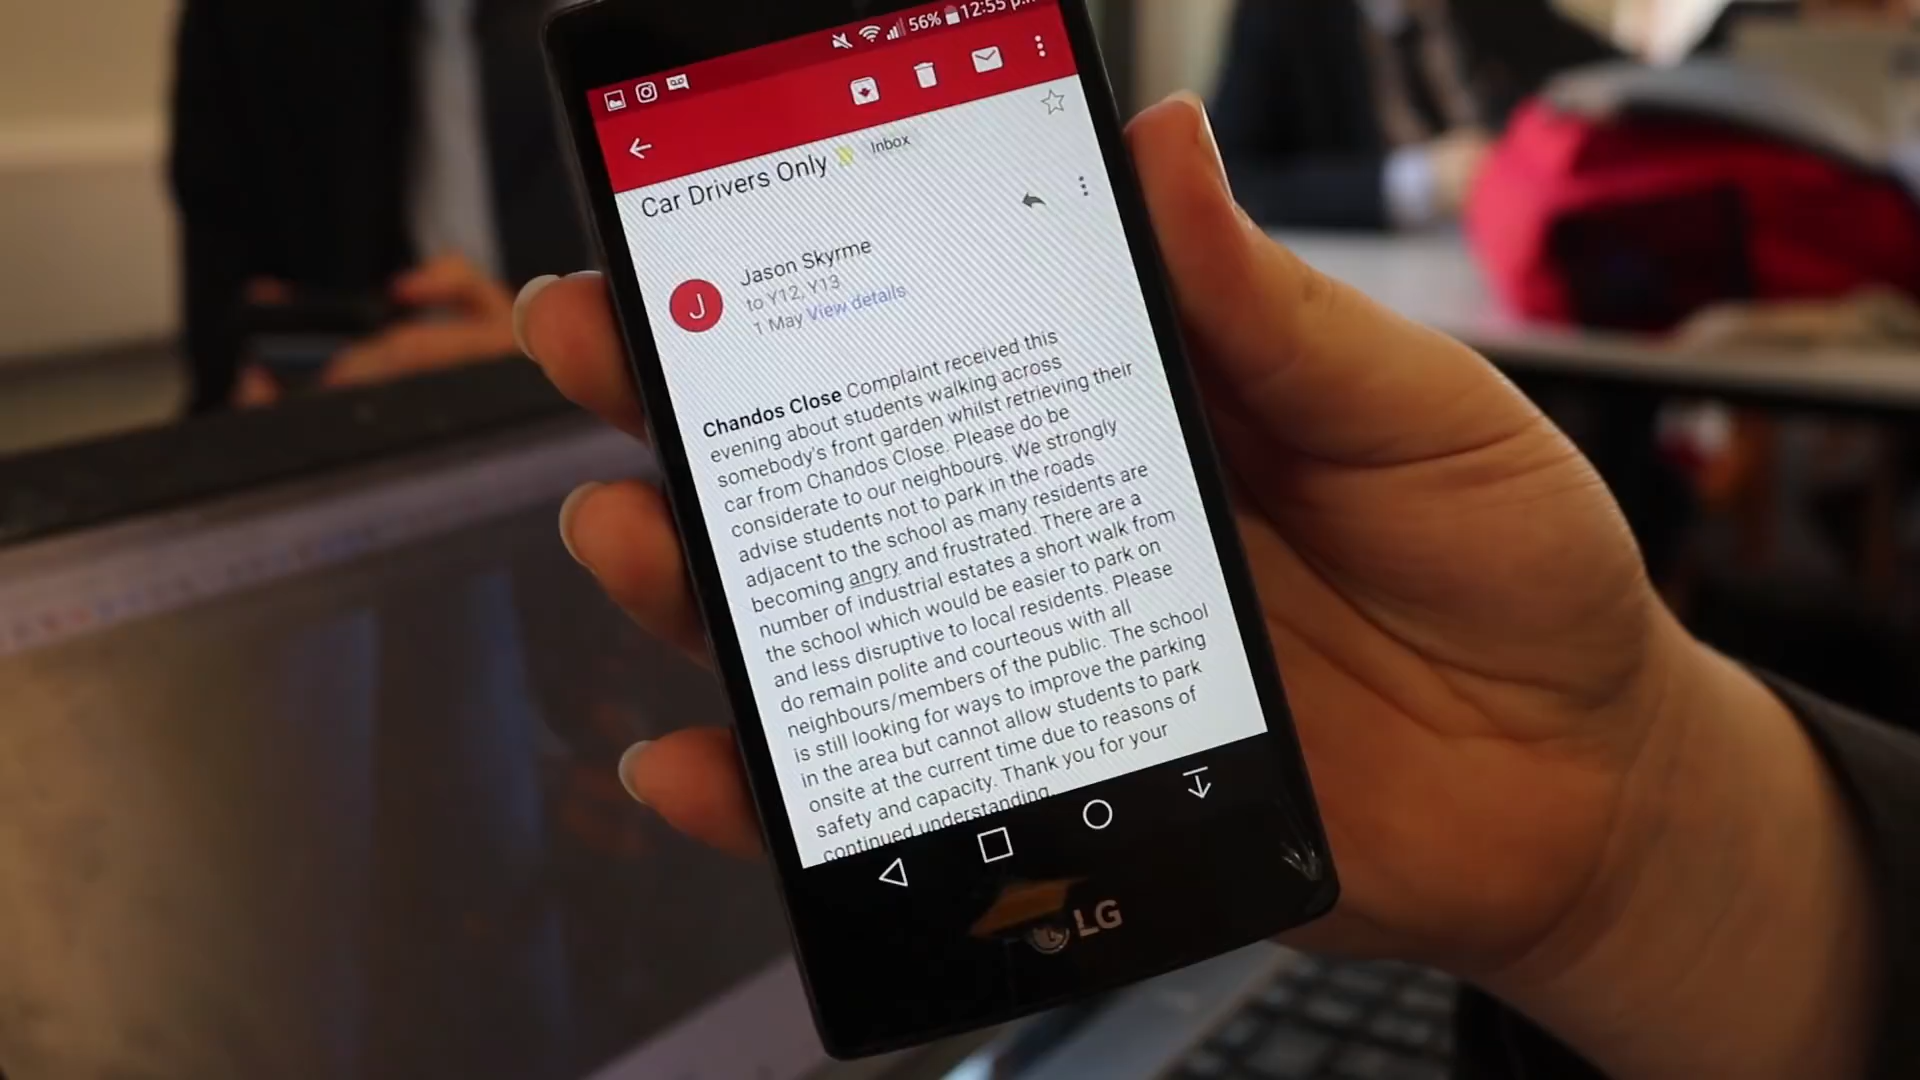 56% 12:55 p.m
Car Drivers Only Inbox
Jason Skyrme
J
to Y12, Y13
1 May View details
Chandos Close Complaint received this
evening about students walking across
somebody's front garden whilst retrieving their
car from Chandos Close. Please do be
considerate to our neighbours. We strongly
advise students not to park in the roads
adjacent to the school as many residents are
becoming angry and frustrated. There are a
number of industrial estates a short walk from
the school which would be easier to park on
and less disruptive to local residents. Please
do remain polite and courteous with all
neighbours/members of the public. The school
is still looking for ways to improve the parking
in the area but cannot allow students to park
onsite at the current time due to reasons of
safety and capacity. Thank you for your
continued understanding.
LG